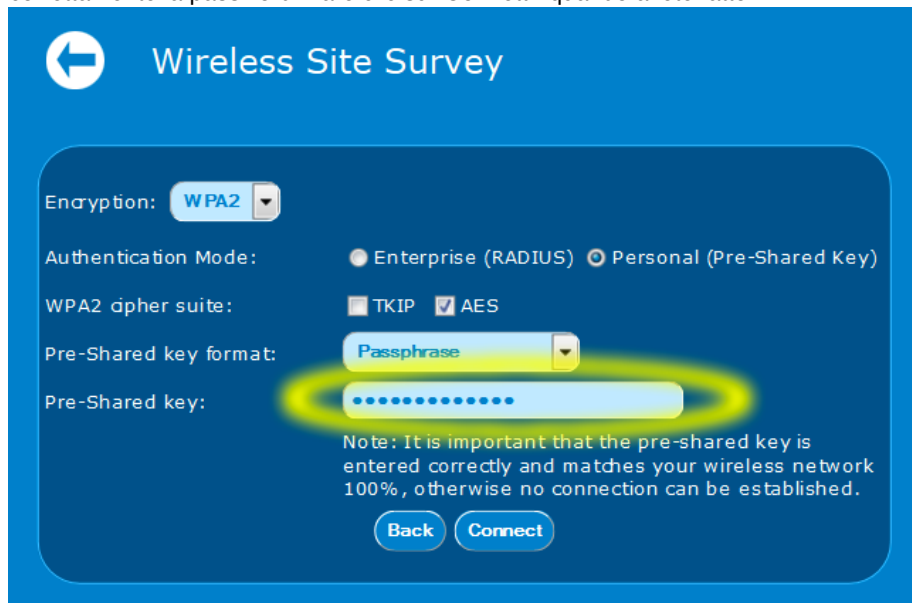 Wireless Site Survey
Encryption: WPA2
Authentication Mode: Enterprise (RADIUS) Personal (Pre-Shared Key)
WPA2 cipher suite: TKIP AES
Pre-Shared key format: Passphrase
Pre-Shared key: •••••••••••••
Note: It is important that the pre-shared key is
entered correctly and matches your wireless network
100%, otherwise no connection can be established.
Back Connect